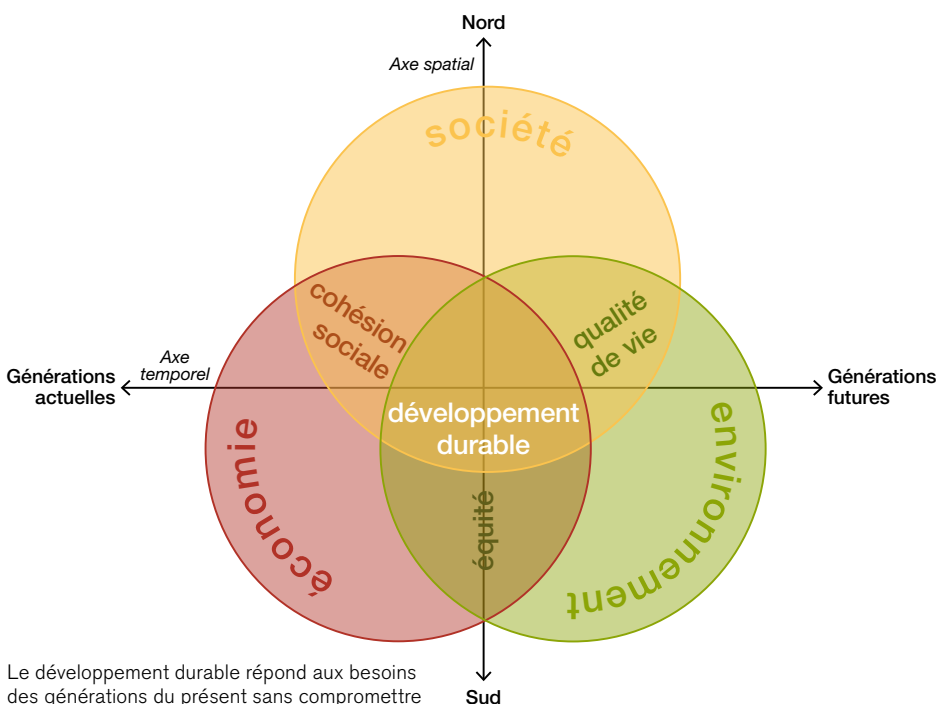 Nord
Axe spatial
société
cohésion
sociale
qualité
de vie
Axe
temporel
Générations
actuelles
Générations
futures
développement
durable
économie
équité
environnement
Le développement durable répond aux besoins
des générations du présent sans compromettre
Sud